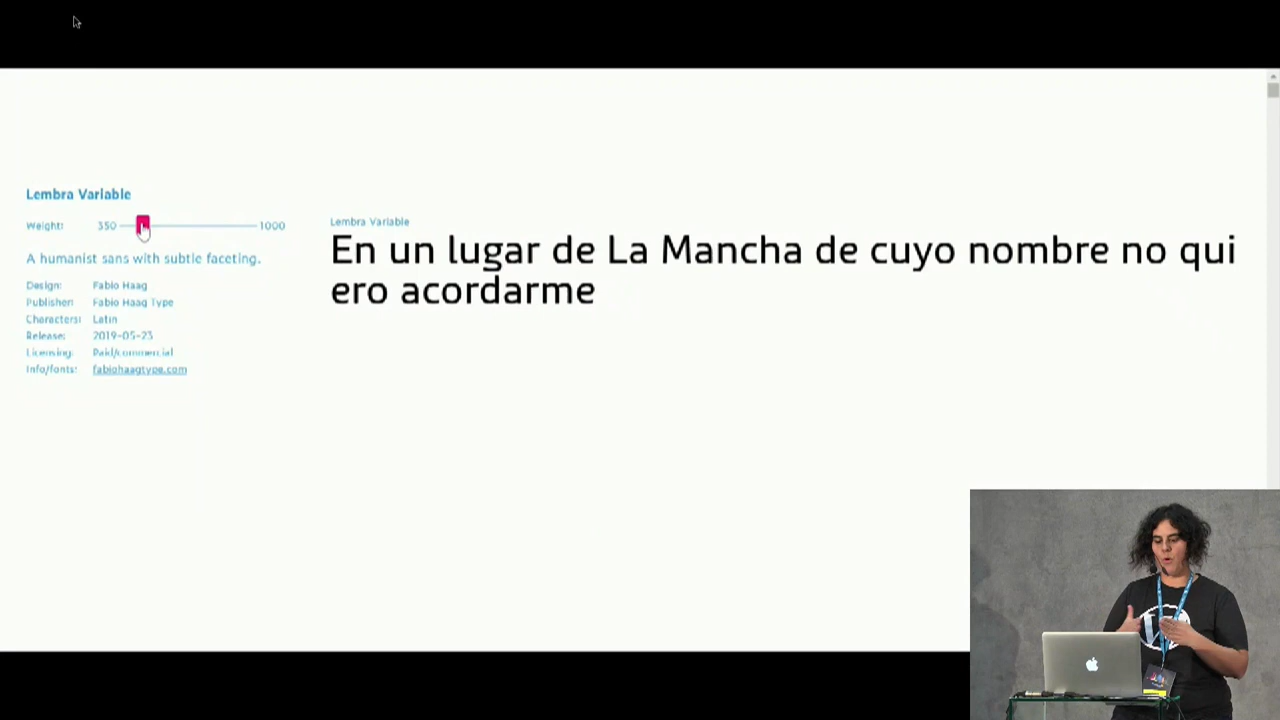 Lembra Variable
Weight: 350 1000
A humanist sans with subtle faceting.
Design: Fabio Haag
Publisher: Fabio Haag Type
Characters: Latin
Release: 2019-05-23
Licensing: Paid/commercial
Info/fonts: fabiohaagtype.com
Lembra Variable
En un lugar de La Mancha de cuyo nombre no qui
ero acordarme